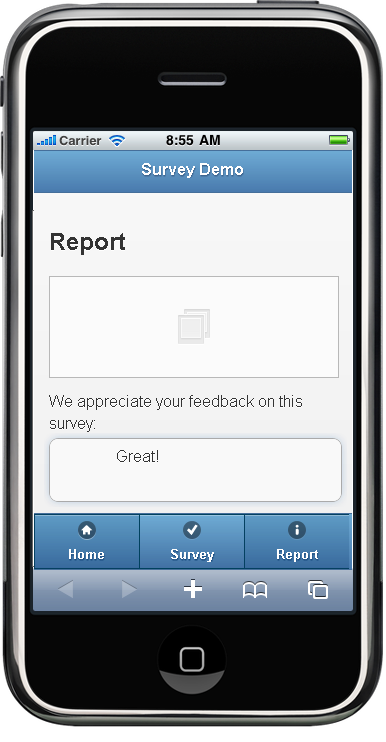 Carrier 8:55 AM
Survey Demo
Report
We appreciate your feedback on this
survey:
Great!
Home Survey Report